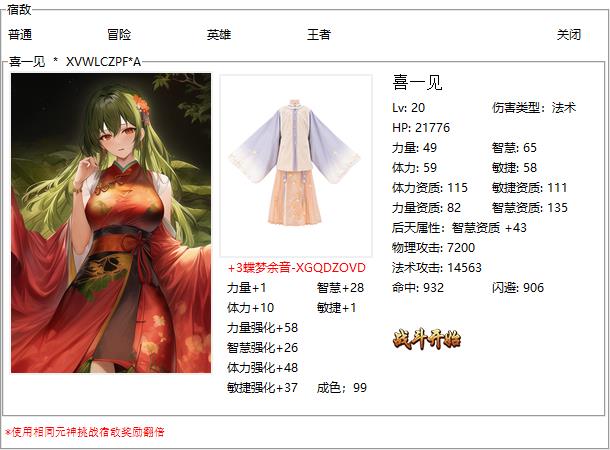 宿敌
普通 冒险 英雄 王者 关闭
喜一见 * XVWLCZPF*A
喜一见
Lv: 20 伤害类型: 法术
HP: 21776
力量: 49 智慧: 65
体力: 59 敏捷: 58
体力资质: 115 敏捷资质: 111
力量资质: 82 智慧资质: 135
后天属性: 智慧资质 +43
物理攻击: 7200
法术攻击: 14563
命中: 932 闪避: 906
战斗开始
+3蝶梦余音-XGQDZOVD
力量+1 智慧+28
体力+10 敏捷+1
力量强化+58
智慧强化+26
体力强化+48
敏捷强化+37 成色: 99
*使用相同元神挑战宿敌奖励翻倍